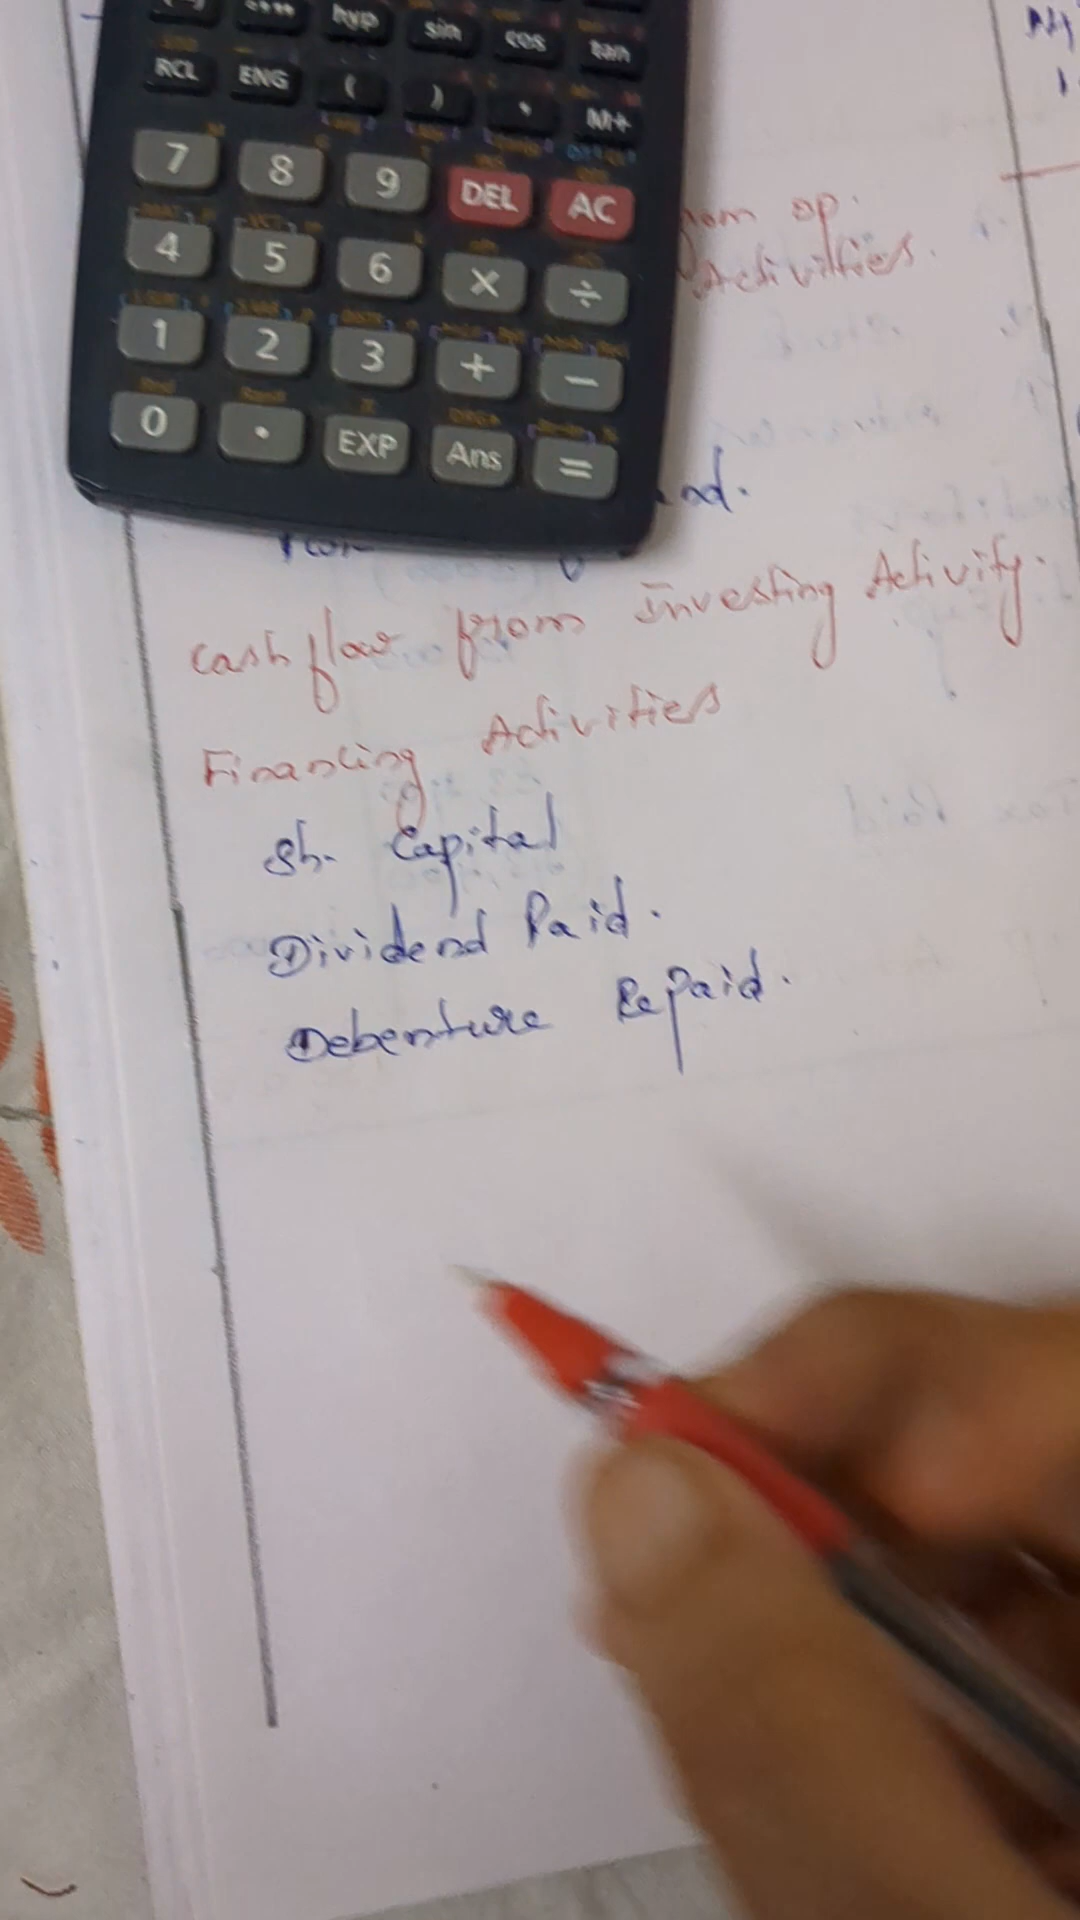 hyp sin cos tan
RCL ENG ( ) , M+
7 8 9 DEL AC
4 5 6 × ÷
1 2 3 + −
0 . EXP Ans =
op.
Activities.
Cash flow from Investing Activity.
Financing Activities
Sh. Capital
Dividend Paid.
Debenture Repaid.